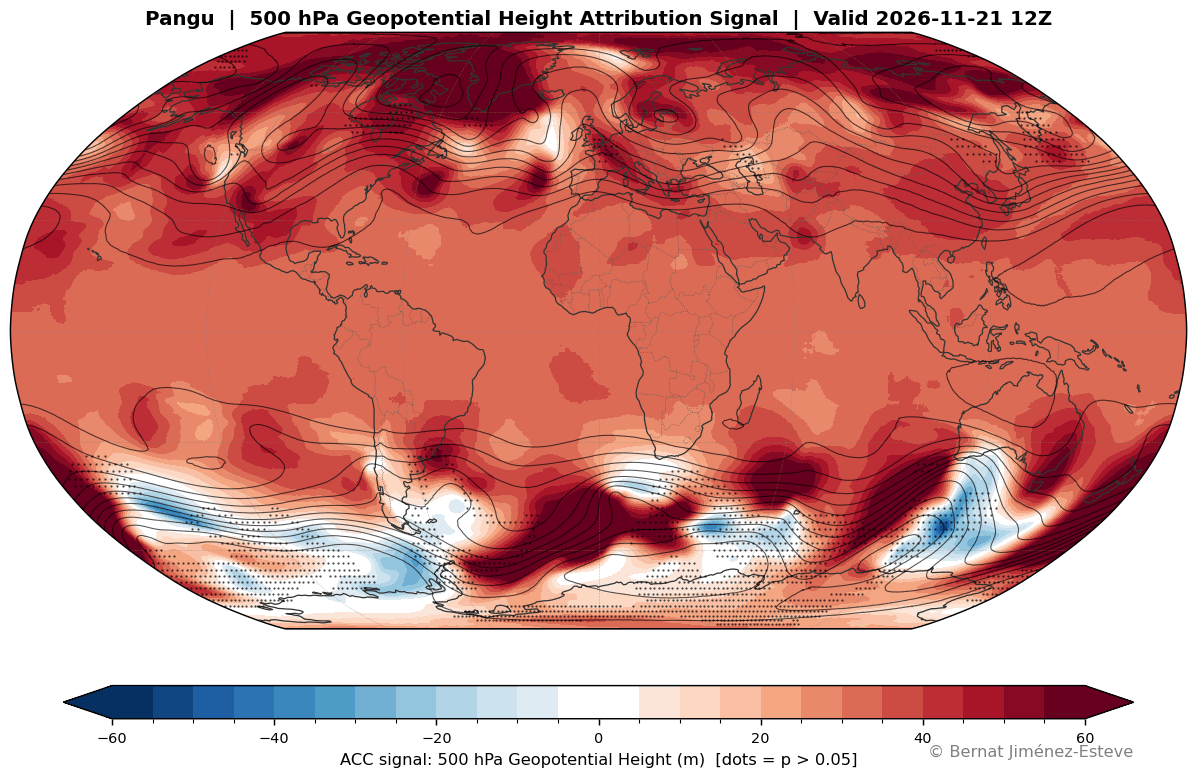 Pangu | 500 hPa Geopotential Height Attribution Signal | Valid 2026-11-21 12Z
−60 −40 −20 0 20 40 60
ACC signal: 500 hPa Geopotential Height (m) [dots = p > 0.05]
© Bernat Jiménez-Esteve